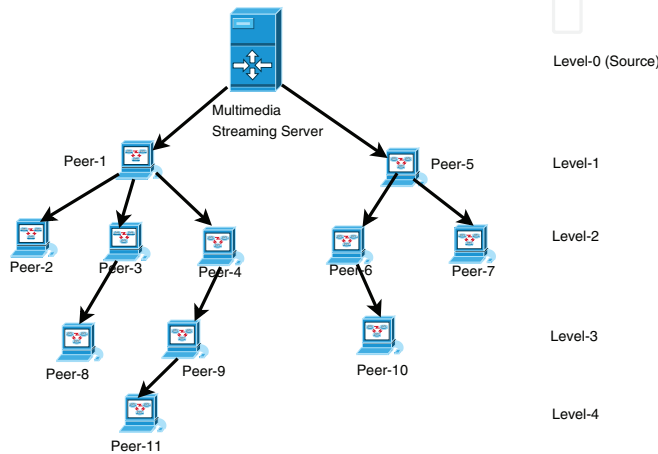 Level-0 (Source)
Multimedia
Streaming Server
Peer-1
Peer-5
Level-1
Peer-2
Peer-3
Peer-4
Peer-6
Peer-7
Level-2
Peer-8
Peer-9
Peer-10
Level-3
Peer-11
Level-4